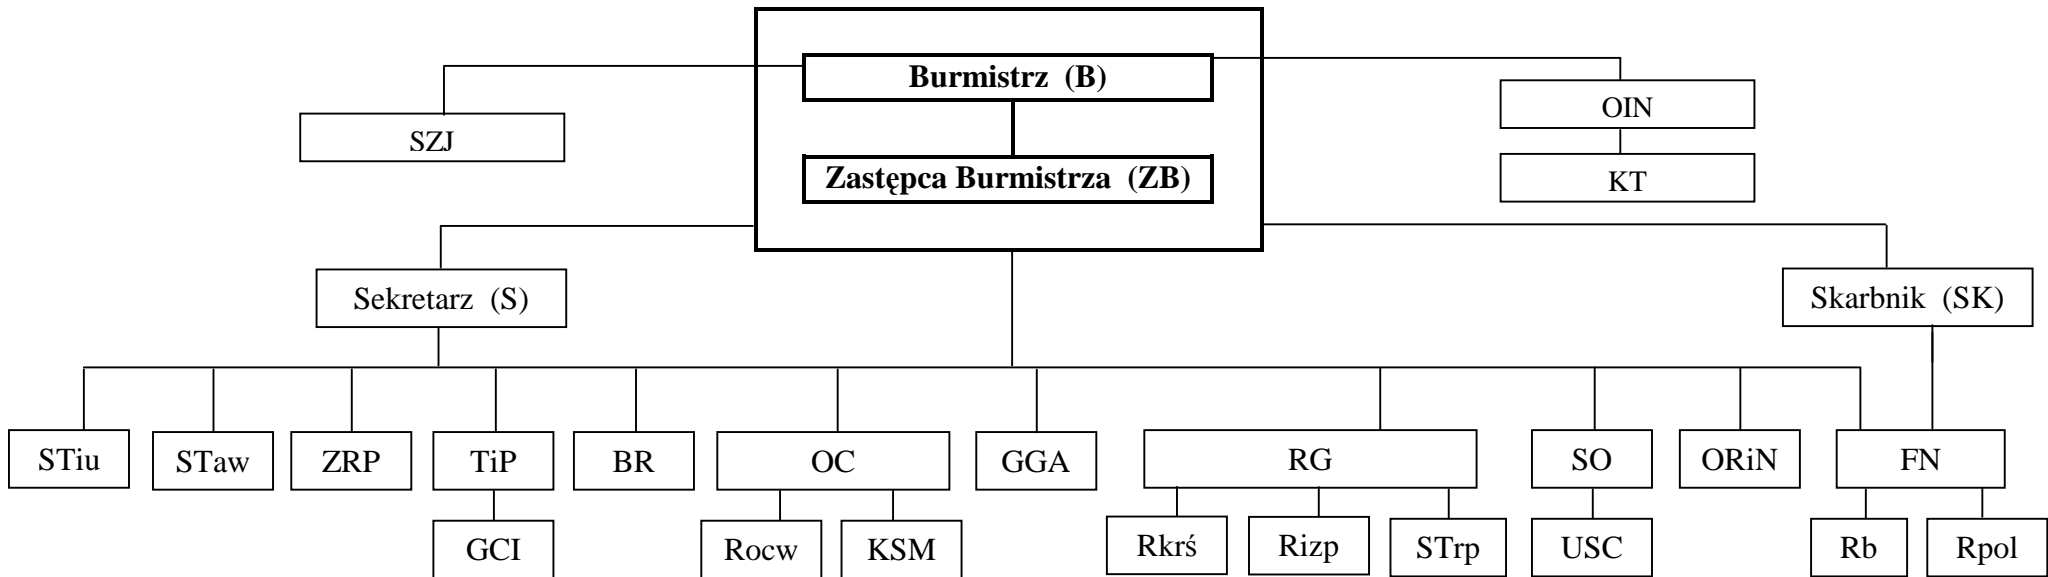 Burmistrz (B)
OIN
SZJ
KT
Zastępca Burmistrza (ZB)
Sekretarz (S)
Skarbnik (SK)
STiu
STaw
ZRP
TiP
BR
OC
GGA
RG
SO
ORiN
FN
GCI
Rocw
KSM
Rkrś
Rizp
STrp
USC
Rb
Rpol